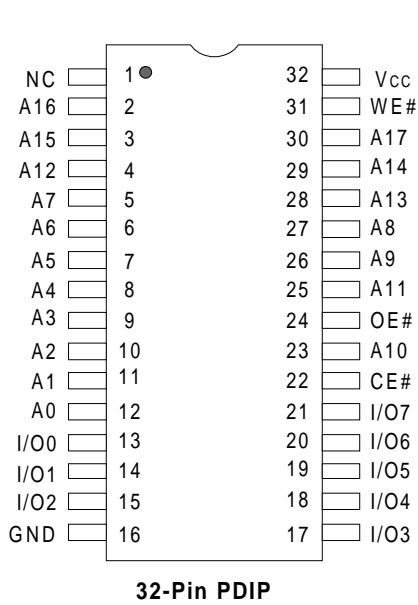 NC 1 32 Vcc
A16 2 31 WE#
A15 3 30 A17
A12 4 29 A14
A7 5 28 A13
A6 6 27 A8
A5 7 26 A9
A4 8 25 A11
A3 9 24 OE#
A2 10 23 A10
A1 11 22 CE#
A0 12 21 I/O7
I/O0 13 20 I/O6
I/O1 14 19 I/O5
I/O2 15 18 I/O4
GND 16 17 I/O3
32-Pin PDIP